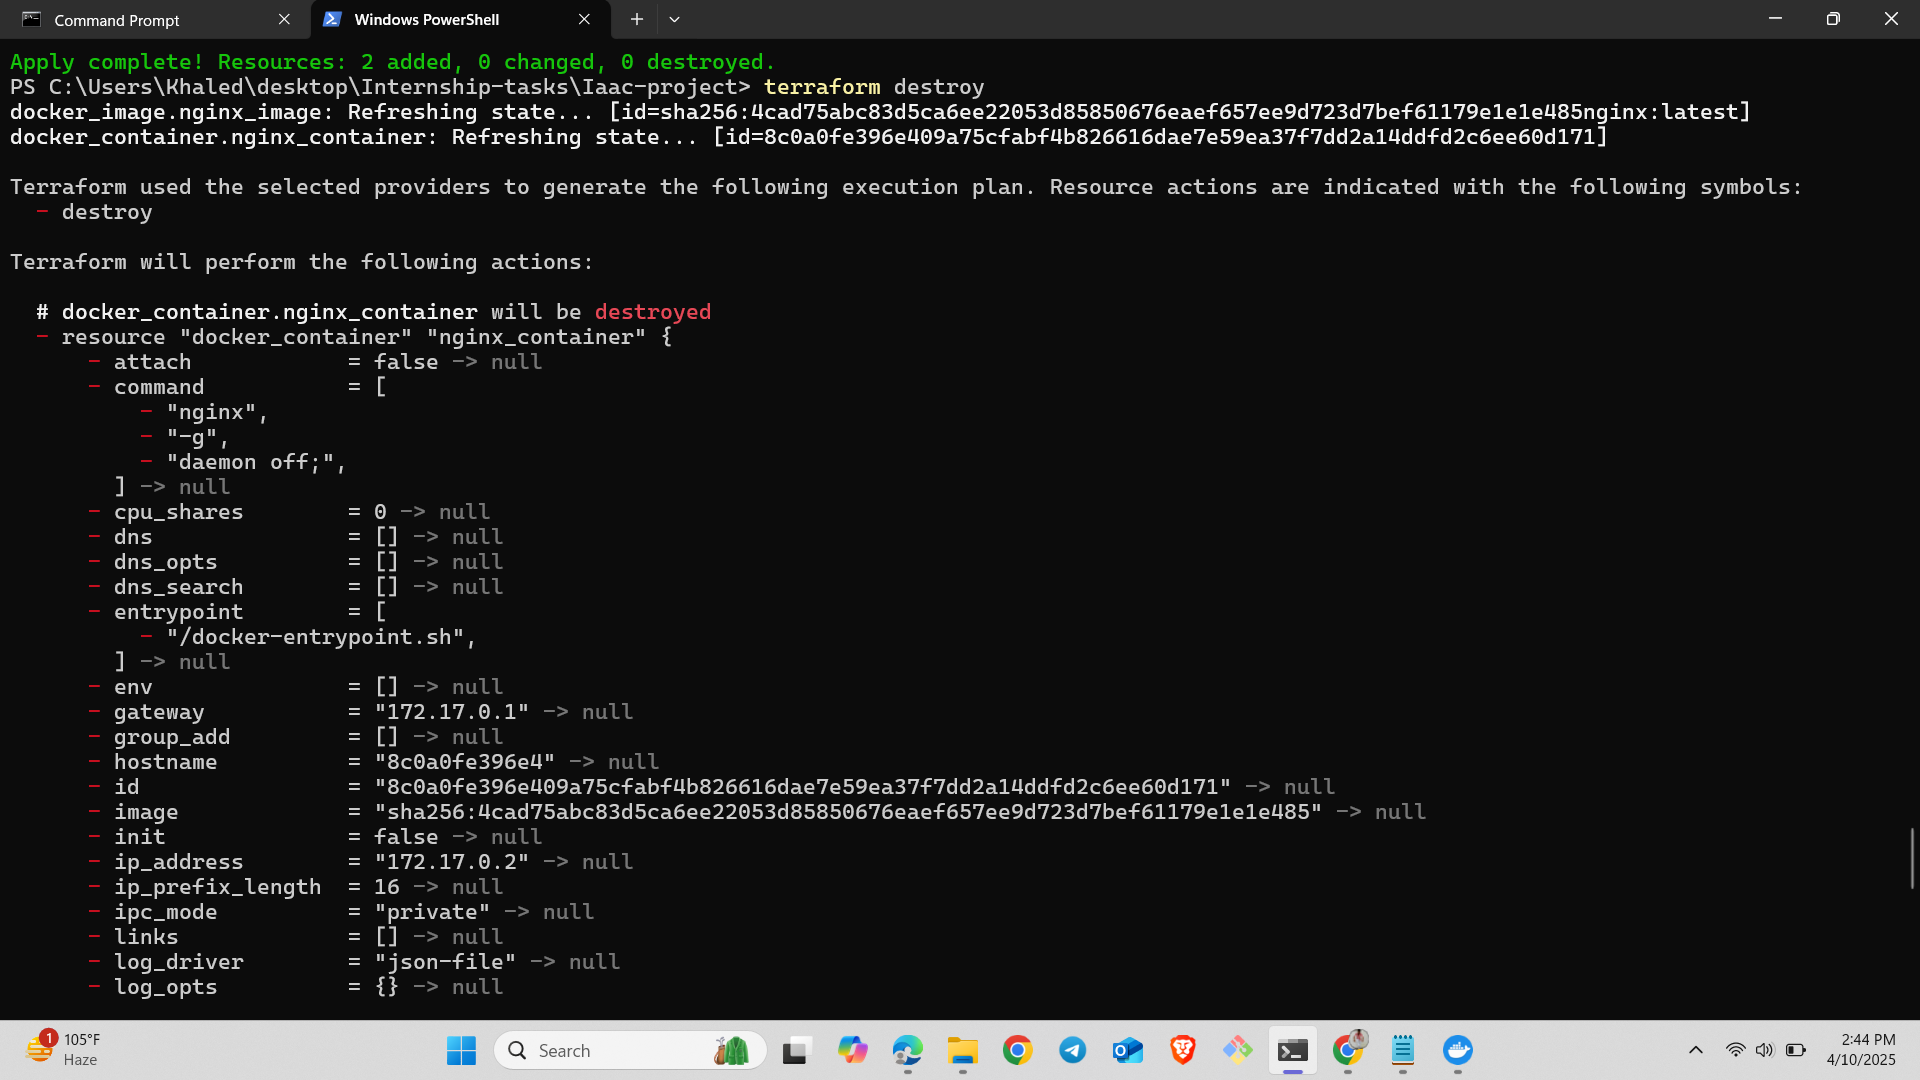 Command Prompt
Windows PowerShell
Apply complete! Resources: 2 added, 0 changed, 0 destroyed.
PS C:\Users\Khaled\desktop\Internship-tasks\Iaac-project> terraform destroy
docker_image.nginx_image: Refreshing state... [id=sha256:4cad75abc83d5ca6ee22053d85850676eaef657ee9d723d7bef61179e1e1e485nginx:latest]
docker_container.nginx_container: Refreshing state... [id=8c0a0fe396e409a75cfabf4b826616dae7e59ea37f7dd2a14ddfd2c6ee60d171]
Terraform used the selected providers to generate the following execution plan. Resource actions are indicated with the following symbols:
  - destroy
Terraform will perform the following actions:
  # docker_container.nginx_container will be destroyed
  - resource "docker_container" "nginx_container" {
      - attach            = false -> null
      - command           = [
          - "nginx",
          - "-g",
          - "daemon off;",
        ] -> null
      - cpu_shares        = 0 -> null
      - dns               = [] -> null
      - dns_opts          = [] -> null
      - dns_search        = [] -> null
      - entrypoint        = [
          - "/docker-entrypoint.sh",
        ] -> null
      - env               = [] -> null
      - gateway           = "172.17.0.1" -> null
      - group_add         = [] -> null
      - hostname          = "8c0a0fe396e4" -> null
      - id                = "8c0a0fe396e409a75cfabf4b826616dae7e59ea37f7dd2a14ddfd2c6ee60d171" -> null
      - image             = "sha256:4cad75abc83d5ca6ee22053d85850676eaef657ee9d723d7bef61179e1e1e485" -> null
      - init              = false -> null
      - ip_address        = "172.17.0.2" -> null
      - ip_prefix_length  = 16 -> null
      - ipc_mode          = "private" -> null
      - links             = [] -> null
      - log_driver        = "json-file" -> null
      - log_opts          = {} -> null
1
105°F
Haze
Search
2:44 PM
4/10/2025